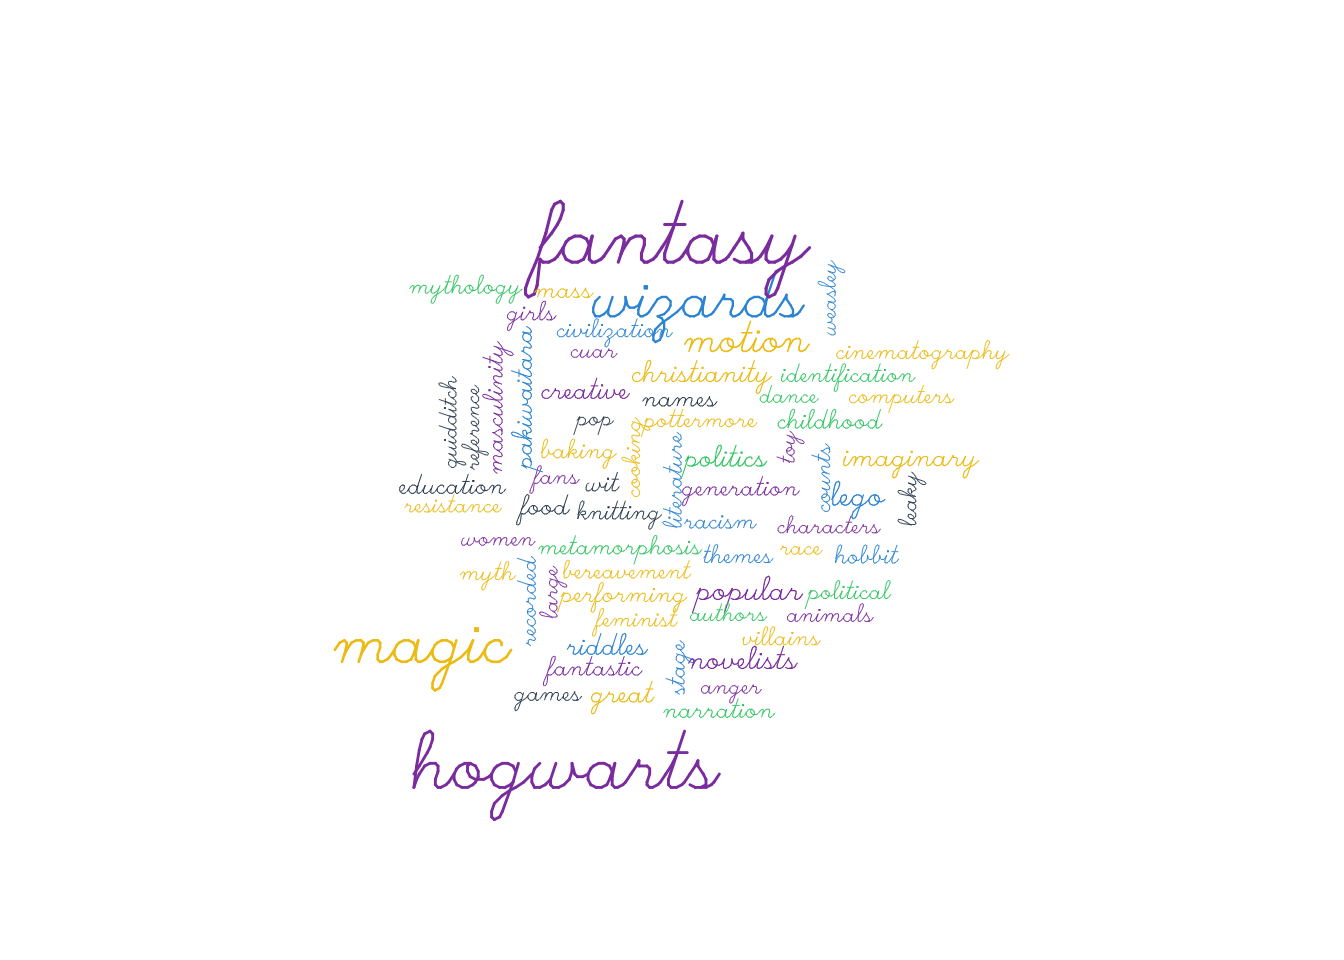 fantasy
weasley
mythology
mass
wizards
girls
civilization
motion
cuar
cinematography
masculinity
pakiwaitara
christianity
identification
quidditch
reference
creative
names
dance
computers
pop
pottermore
childhood
baking
cooking
literature
politics
toy
counts
imaginary
education
fans
wit
generation
lego
leaky
resistance
food
knitting
racism
characters
women
metamorphosis
themes
race
hobbit
myth
recorded
large
bereavement
performing
popular
political
feminist
authors
animals
magic
riddles
villains
fantastic
stage
novelists
games
great
anger
narration
hogwarts